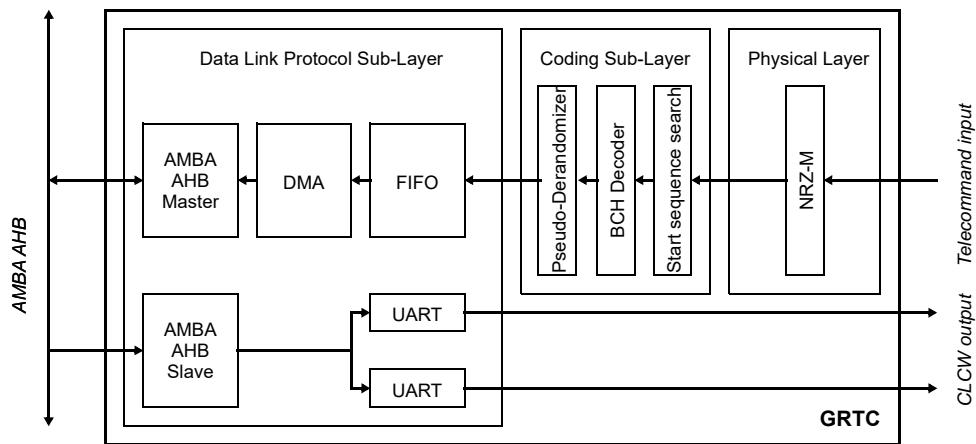 Data Link Protocol Sub-Layer
Coding Sub-Layer
Physical Layer
AMBA
AHB
Master
DMA
FIFO
Pseudo-Derandomizer
BCH Decoder
Start sequence search
NRZ-M
Telecommand input
AMBA AHB
AMBA
AHB
Slave
UART
UART
CLCW output
GRTC